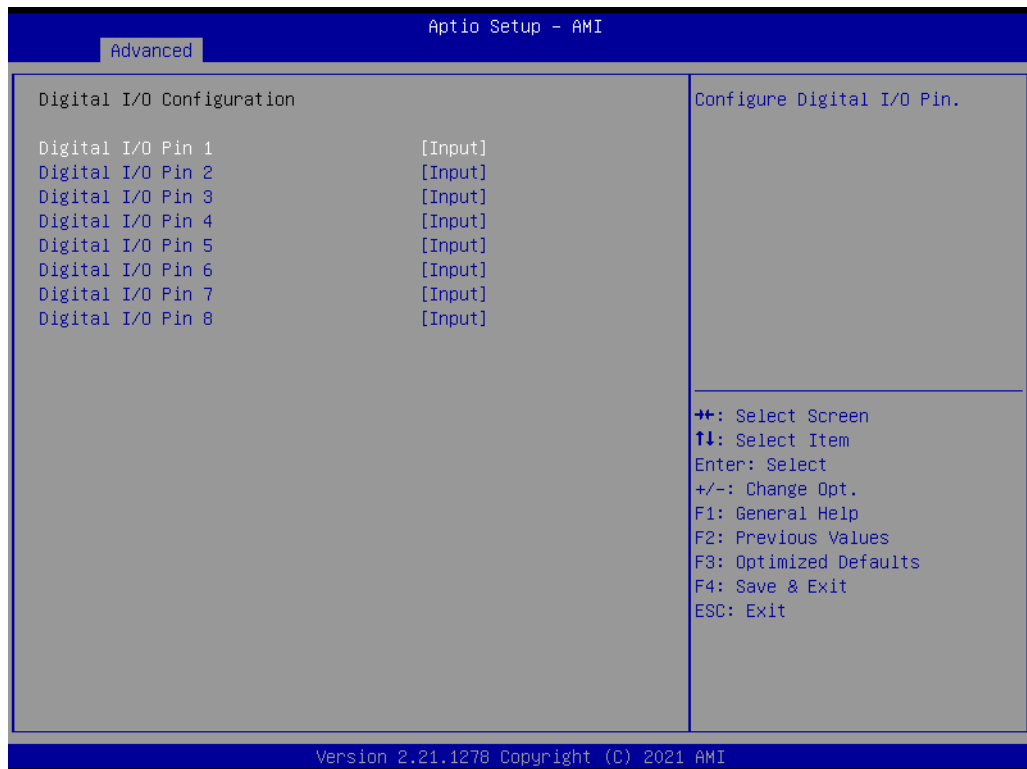 Aptio Setup – AMI
Advanced
Digital I/O Configuration
Digital I/O Pin 1 [Input]
Digital I/O Pin 2 [Input]
Digital I/O Pin 3 [Input]
Digital I/O Pin 4 [Input]
Digital I/O Pin 5 [Input]
Digital I/O Pin 6 [Input]
Digital I/O Pin 7 [Input]
Digital I/O Pin 8 [Input]
Configure Digital I/O Pin.
→←: Select Screen
↑↓: Select Item
Enter: Select
+/-: Change Opt.
F1: General Help
F2: Previous Values
F3: Optimized Defaults
F4: Save & Exit
ESC: Exit
Version 2.21.1278 Copyright (C) 2021 AMI